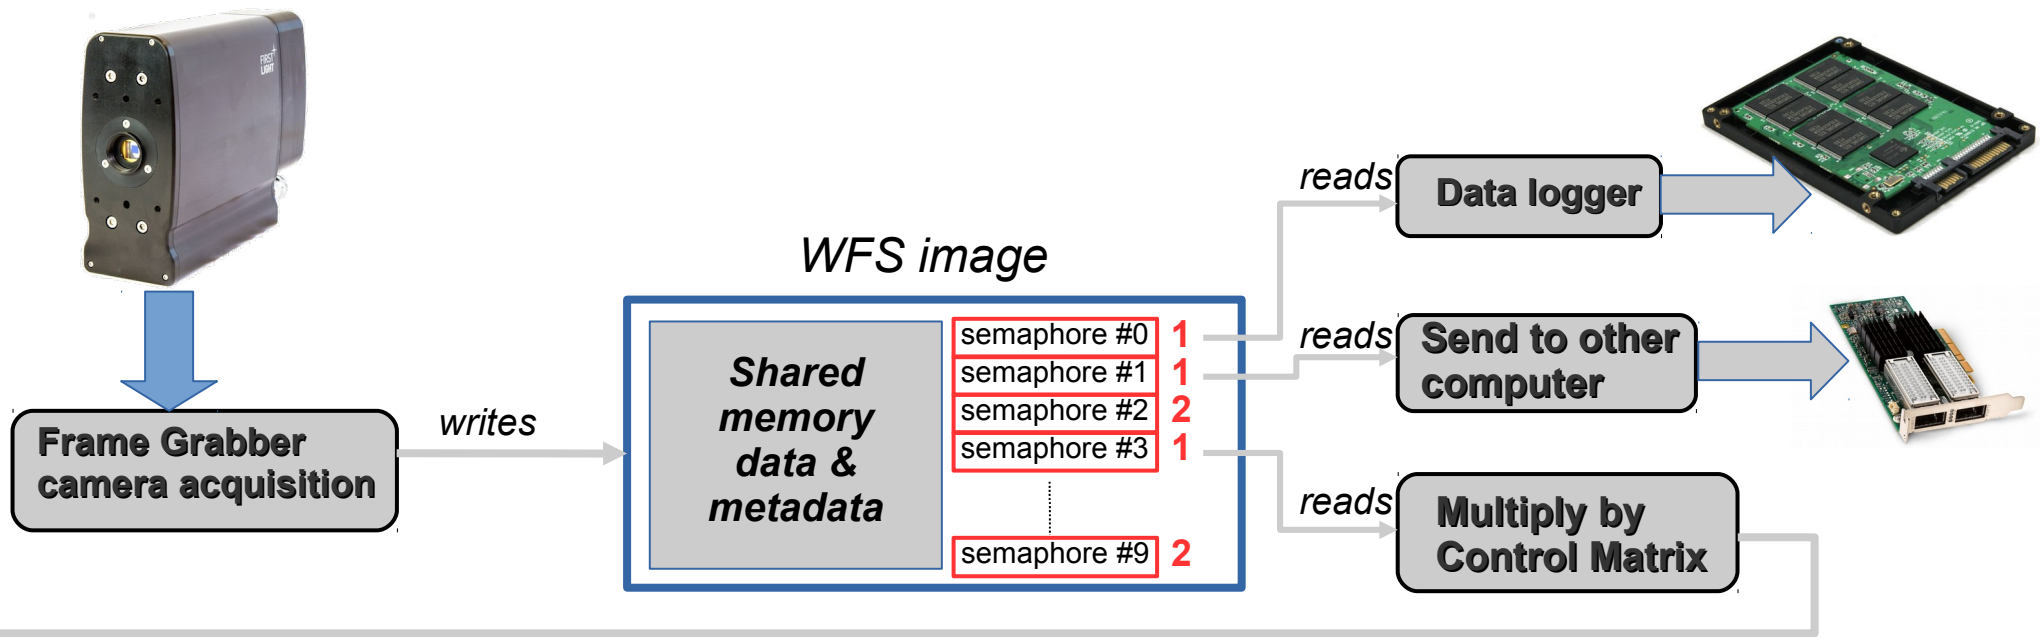 FIRST
LIGHT
WFS image
reads
Data logger
semaphore #0 1
semaphore #1 1
semaphore #2 2
semaphore #3 1
semaphore #9 2
Shared
memory
data &
metadata
reads
Send to other
computer
writes
Frame Grabber
camera acquisition
reads
Multiply by
Control Matrix